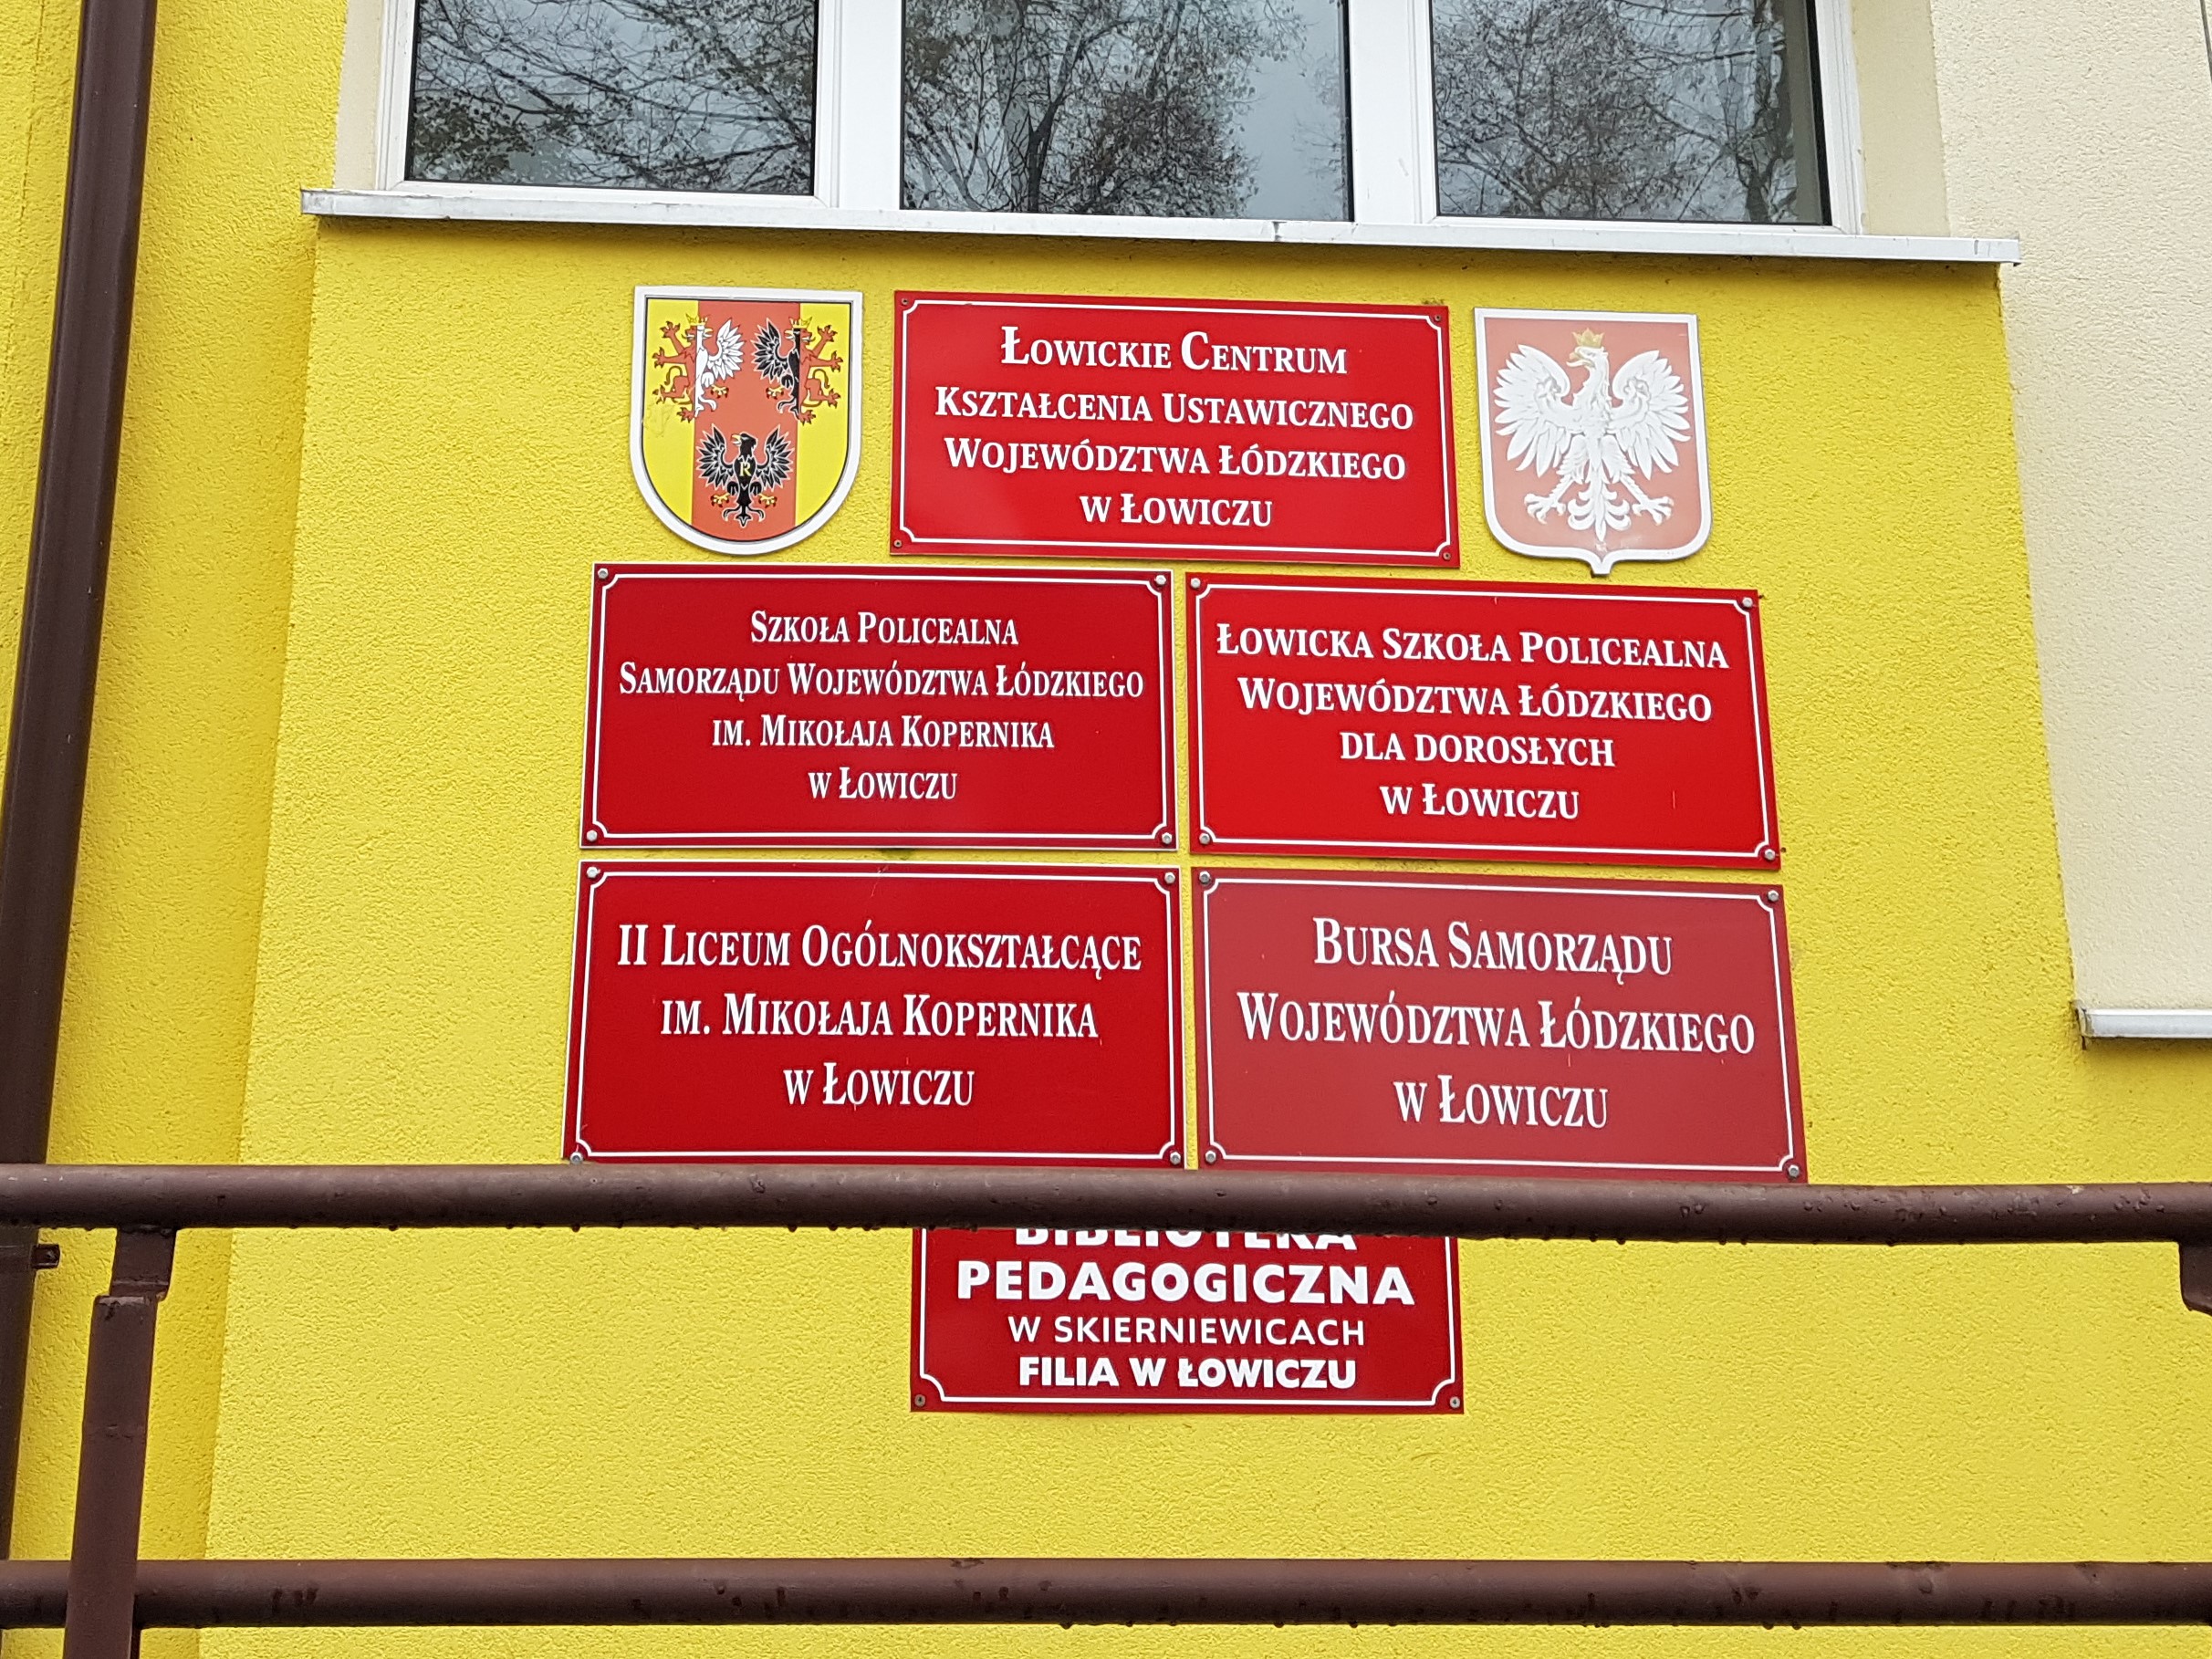 Łowickie Centrum
Kształcenia Ustawicznego
Województwa Łódzkiego
w Łowiczu
Szkoła Policealna
Samorządu Województwa Łódzkiego
im. Mikołaja Kopernika
w Łowiczu
Łowicka Szkoła Policealna
Województwa Łódzkiego
dla dorosłych
w Łowiczu
II Liceum Ogólnokształcące
im. Mikołaja Kopernika
w Łowiczu
Bursa Samorządu
Województwa Łódzkiego
w Łowiczu
BIBLIOTEKA
PEDAGOGICZNA
W SKIERNIEWICACH
FILIA W ŁOWICZU
R